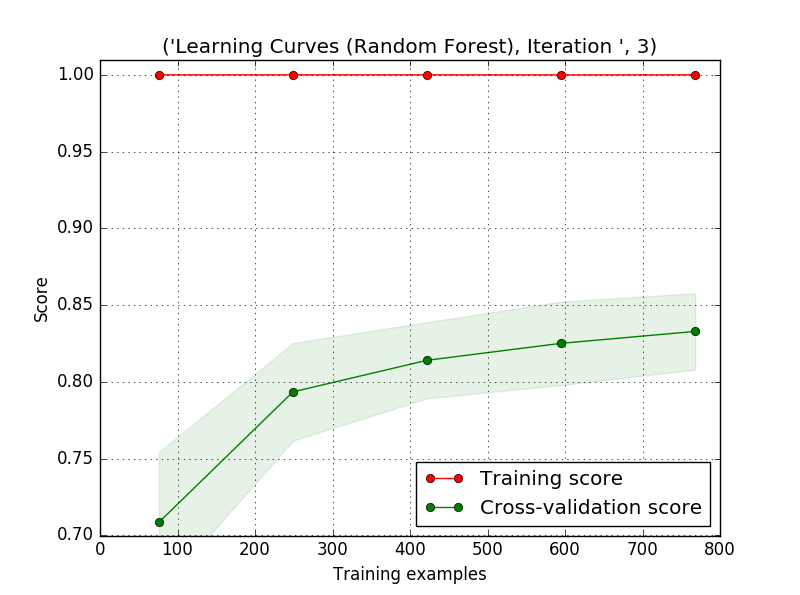 ('Learning Curves (Random Forest), Iteration ', 3)
1.00
0.95
0.90
0.85
0.80
0.75
0.70
Score
Training score
Cross-validation score
0 100 200 300 400 500 600 700 800
Training examples